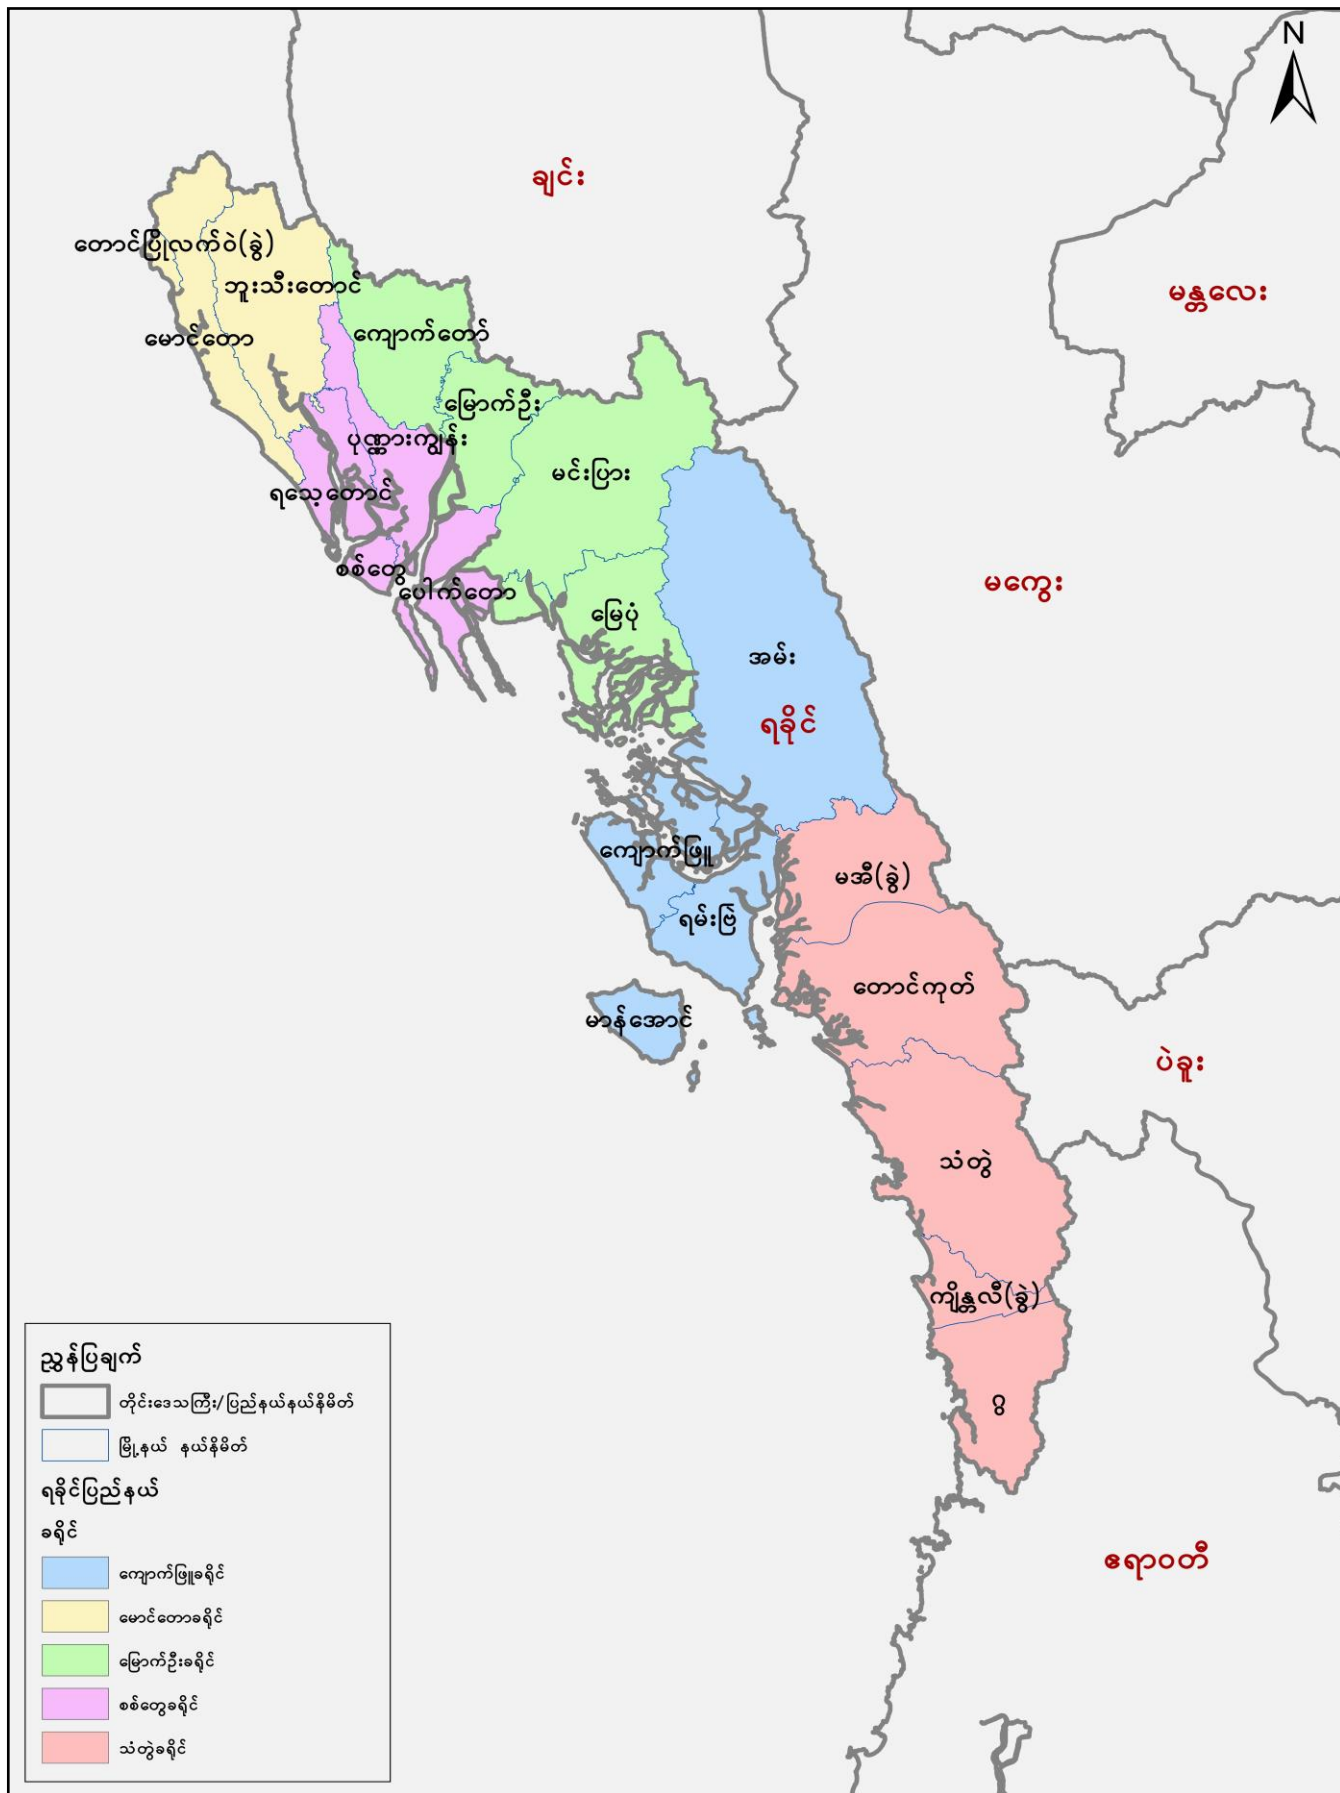 N
ချင်း
တောင်ပြိုလက်ဝဲ(ခွဲ)
ဘူးသီးတောင်
မန္တလေး
မောင်တော
ကျောက်တော်
မြောက်ဦး
ပုဏ္ဏားကျွန်း
မင်းပြား
ရသေ့တောင်
စစ်တွေ
ပေါက်တော
မကွေး
မြေပုံ
အမ်း
ရခိုင်
ကျောက်ဖြူ
မအီ(ခွဲ)
ရမ်းဗြဲ
တောင်ကုတ်
မာန်အောင်
ပဲခူး
သံတွဲ
ကျိန္တလီ(ခွဲ)
ဂွ
ဧရာဝတီ
ညွှန်ပြချက်
တိုင်းဒေသကြီး/ပြည်နယ်နယ်နိမိတ်
မြို့နယ် နယ်နိမိတ်
ရခိုင်ပြည်နယ်
ခရိုင်
ကျောက်ဖြူခရိုင်
မောင်တောခရိုင်
မြောက်ဦးခရိုင်
စစ်တွေခရိုင်
သံတွဲခရိုင်